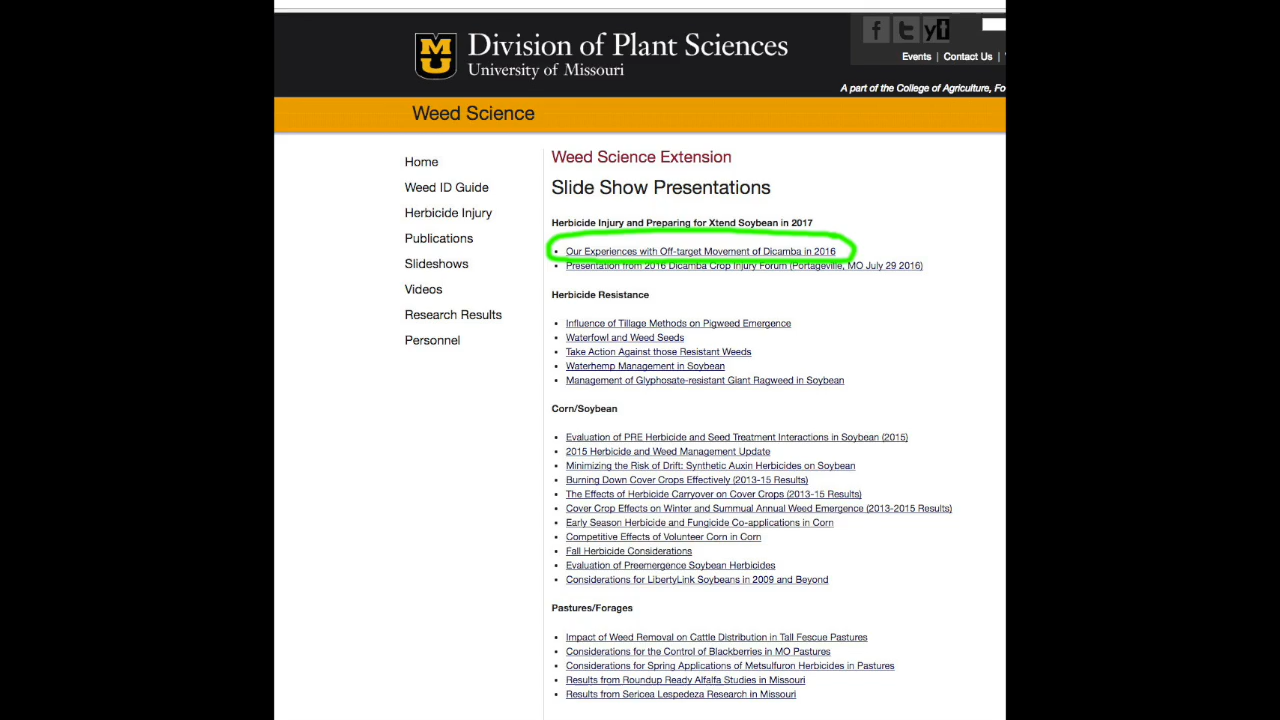 Division of Plant Sciences
University of Missouri
Events | Contact Us |
A part of the College of Agriculture,
Weed Science
Home
Weed ID Guide
Herbicide Injury
Publications
Slideshows
Videos
Research Results
Personnel
Weed Science Extension
Slide Show Presentations
Herbicide Injury and Preparing for Xtend Soybean in 2017
Our Experiences with Off-target Movement of Dicamba in 2016
Presentation from 2016 Dicamba Crop Injury Forum (Portageville, MO July 29 2016)
Herbicide Resistance
Influence of Tillage Methods on Pigweed Emergence
Waterfowl and Weed Seeds
Take Action Against those Resistant Weeds
Waterhemp Management in Soybean
Management of Glyphosate-resistant Giant Ragweed in Soybean
Corn/Soybean
Evaluation of PRE Herbicide and Seed Treatment Interactions in Soybean (2015)
2015 Herbicide and Weed Management Update
Minimizing the Risk of Drift: Synthetic Auxin Herbicides on Soybean
Burning Down Cover Crops Effectively (2013-15 Results)
The Effects of Herbicide Carryover on Cover Crops (2013-15 Results)
Cover Crop Effects on Winter and Summual Annual Weed Emergence (2013-2015 Results)
Early Season Herbicide and Fungicide Co-applications in Corn
Competitive Effects of Volunteer Corn in Corn
Fall Herbicide Considerations
Evaluation of Preemergence Soybean Herbicides
Considerations for LibertyLink Soybeans in 2009 and Beyond
Pastures/Forages
Impact of Weed Removal on Cattle Distribution in Tall Fescue Pastures
Considerations for the Control of Blackberries in MO Pastures
Considerations for Spring Applications of Metsulfuron Herbicides in Pastures
Results from Roundup Ready Alfalfa Studies in Missouri
Results from Sericea Lespedeza Research in Missouri